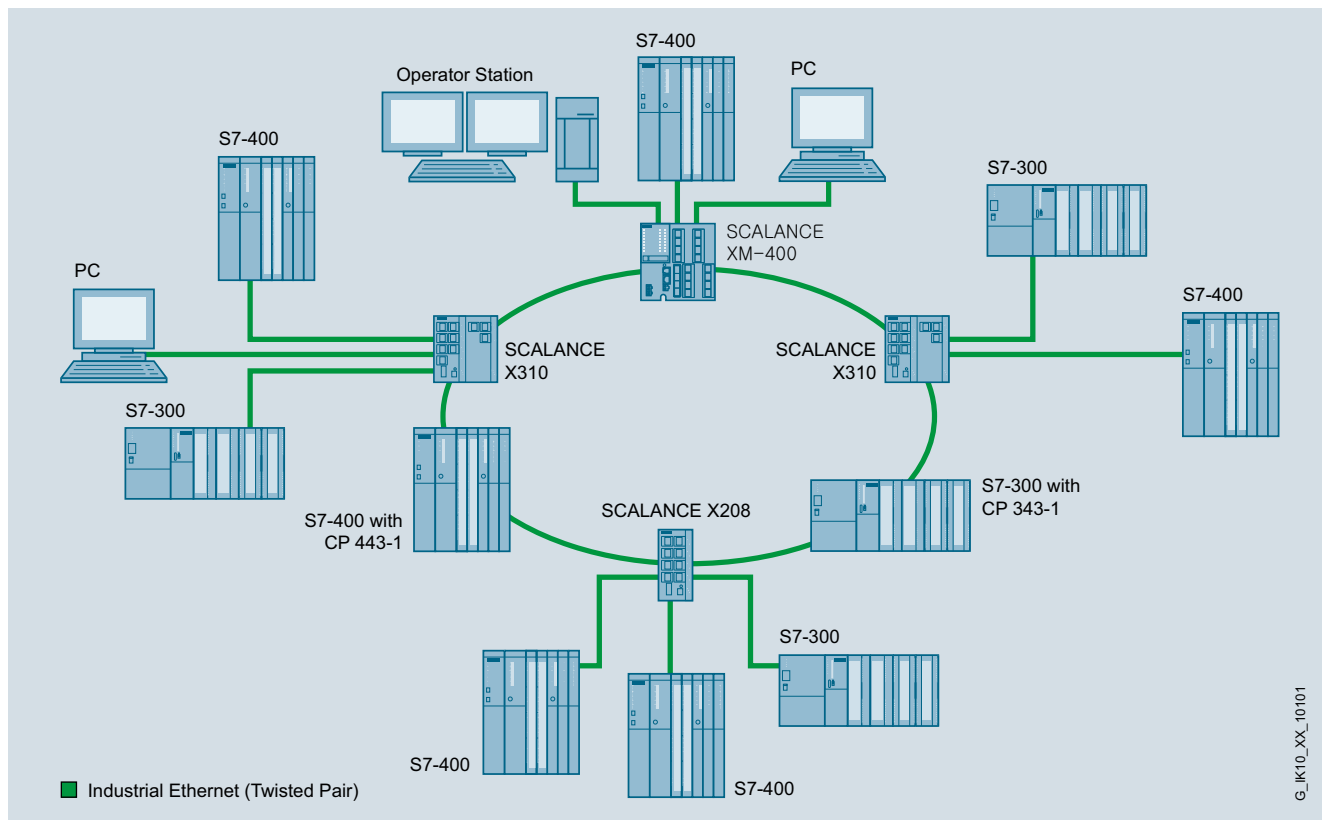 S7-400
Operator Station
PC
S7-400
S7-300
SCALANCE
XM-400
PC
S7-400
SCALANCE
X310
SCALANCE
X310
S7-300
S7-400 with
CP 443-1
SCALANCE X208
S7-300 with
CP 343-1
S7-300
S7-400
S7-400
Industrial Ethernet (Twisted Pair)
G_IK10_XX_10101